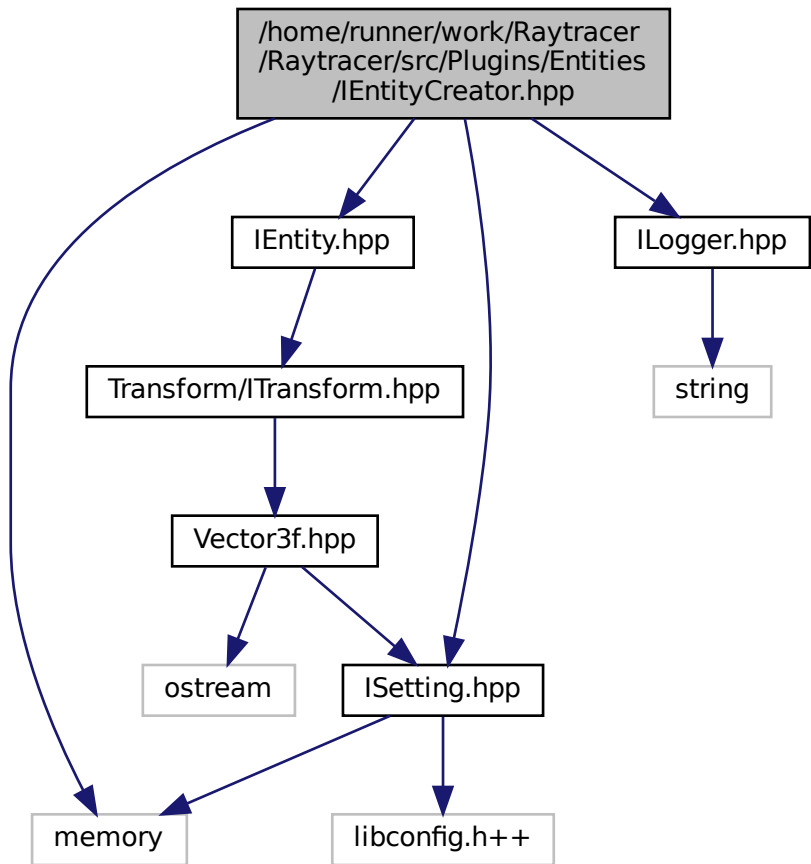 /home/runner/work/Raytracer
/Raytracer/src/Plugins/Entities
/IEntityCreator.hpp
IEntity.hpp
ILogger.hpp
Transform/ITransform.hpp
string
Vector3f.hpp
ostream
ISetting.hpp
memory
libconfig.h++